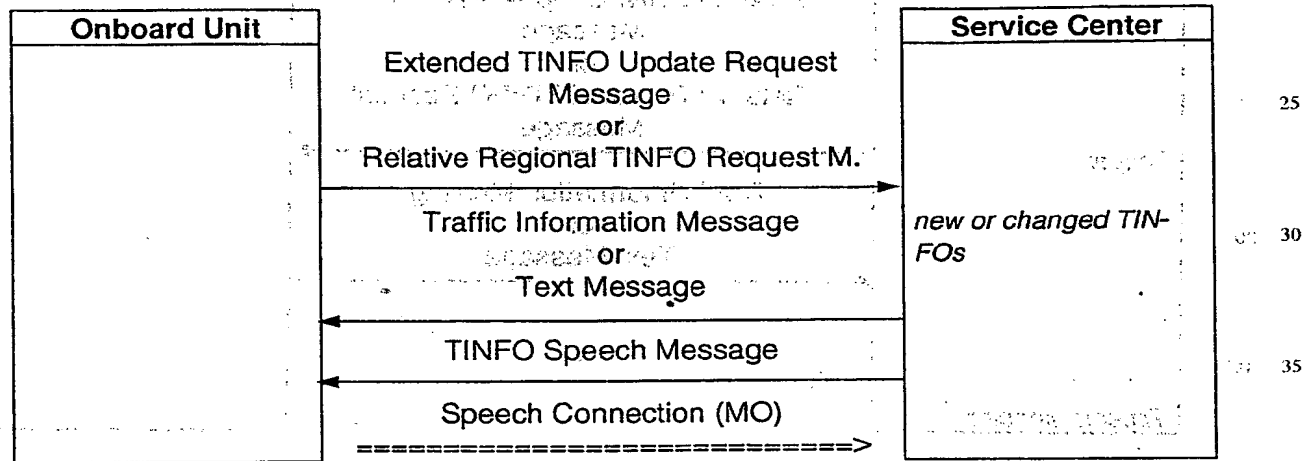 Onboard Unit
Service Center
Extended TINFO Update Request
Message
or
Relative Regional TINFO Request M.
Traffic Information Message
or
Text Message
new or changed TIN-
FOs
TINFO Speech Message
Speech Connection (MO)
============================>
25
30
35